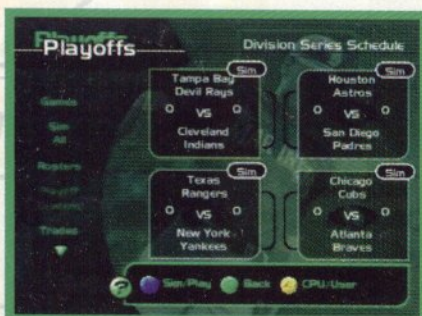 Playoffs
Division Series Schedule
Sim
Tampa Bay
Devil Rays
0 VS 0
Cleveland
Indians
Sim
Houston
Astros
0 VS 0
San Diego
Padres
Games
Sim
All
Rosters
Trades
Sim
Texas
Rangers
0 VS 0
New York
Yankees
Sim
Chicago
Cubs
0 VS 0
Atlanta
Braves
? Sim/Play Back CPU/User